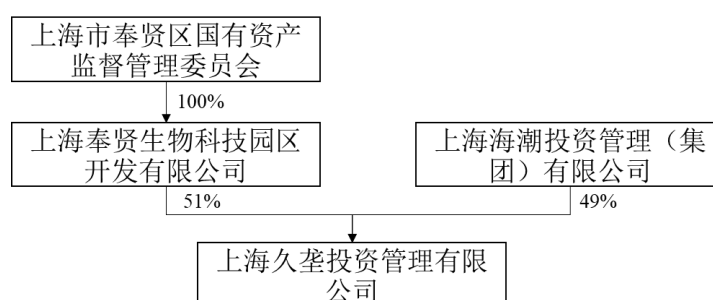 上海市奉贤区国有资产
监督管理委员会
100%
上海奉贤生物科技园区
开发有限公司
上海海潮投资管理（集
团）有限公司
51%
49%
上海久垄投资管理有限
公司